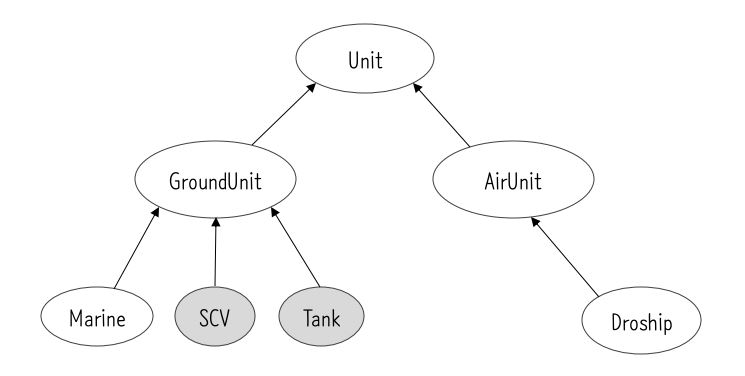 Unit
GroundUnit
AirUnit
Marine
SCV
Tank
Droship